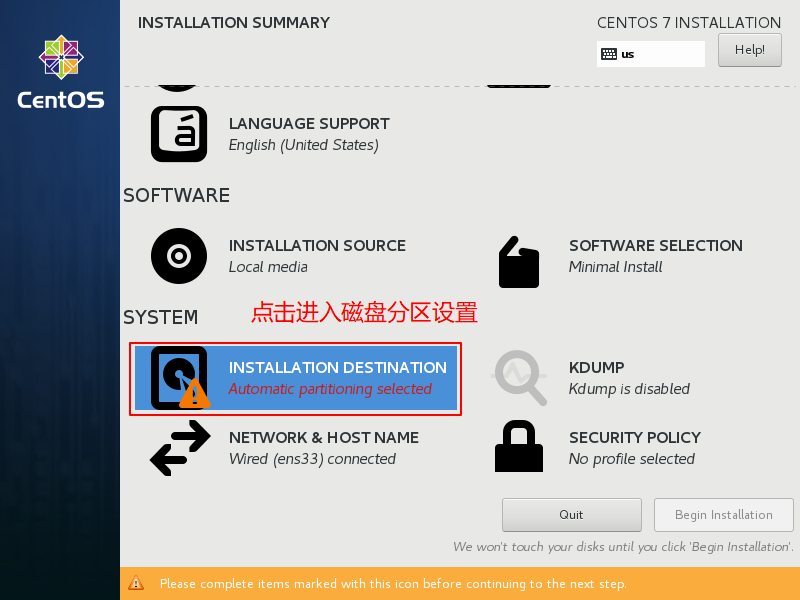 INSTALLATION SUMMARY
CENTOS 7 INSTALLATION
us
Help!
CentOS
LANGUAGE SUPPORT
English (United States)
SOFTWARE
INSTALLATION SOURCE
Local media
SOFTWARE SELECTION
Minimal Install
SYSTEM
点击进入磁盘分区设置
INSTALLATION DESTINATION
Automatic partitioning selected
KDUMP
Kdump is disabled
NETWORK & HOST NAME
Wired (ens33) connected
SECURITY POLICY
No profile selected
Quit
Begin Installation
We won't touch your disks until you click 'Begin Installation'.
Please complete items marked with this icon before continuing to the next step.